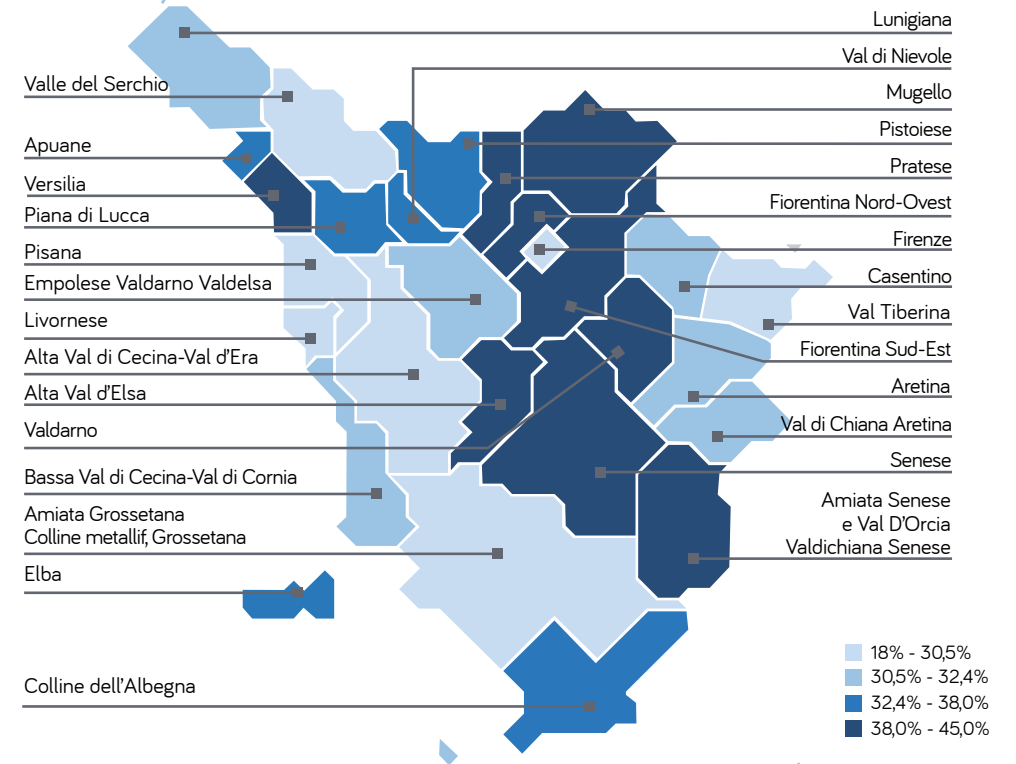 Lunigiana
Val di Nievole
Valle del Serchio
Mugello
Pistoiese
Apuane
Pratese
Versilia
Fiorentina Nord-Ovest
Piana di Lucca
Firenze
Pisana
Casentino
Empolese Valdarno Valdelsa
Val Tiberina
Livornese
Fiorentina Sud-Est
Alta Val di Cecina-Val d'Era
Aretina
Alta Val d'Elsa
Val di Chiana Aretina
Valdarno
Senese
Bassa Val di Cecina-Val di Cornia
Amiata Senese
e Val D'Orcia
Valdichiana Senese
Amiata Grossetana
Colline metallif, Grossetana
Elba
Colline dell'Albegna
18% - 30,5%
30,5% - 32,4%
32,4% - 38,0%
38,0% - 45,0%